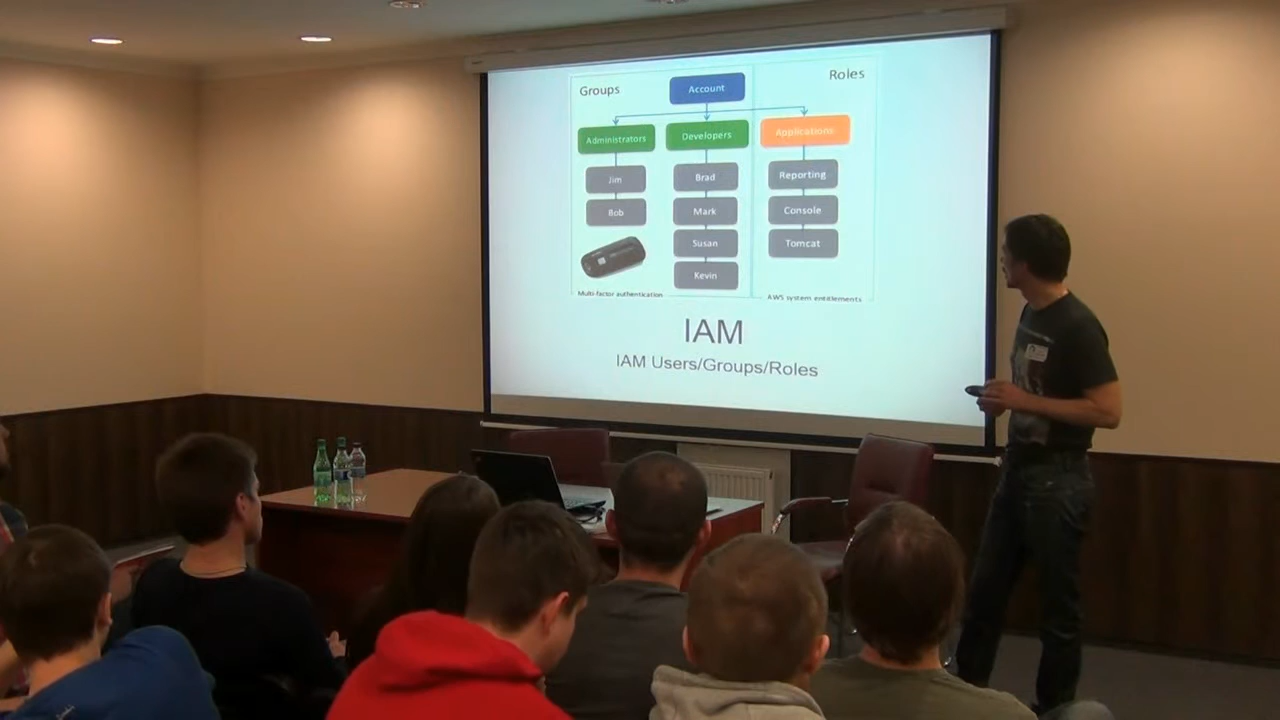 Groups
Roles
Account
Administrators
Developers
Applications
Jim
Brad
Reporting
Bob
Mark
Console
Susan
Tomcat
Kevin
Multi-factor authentication
AWS system entitlements
IAM
IAM Users/Groups/Roles